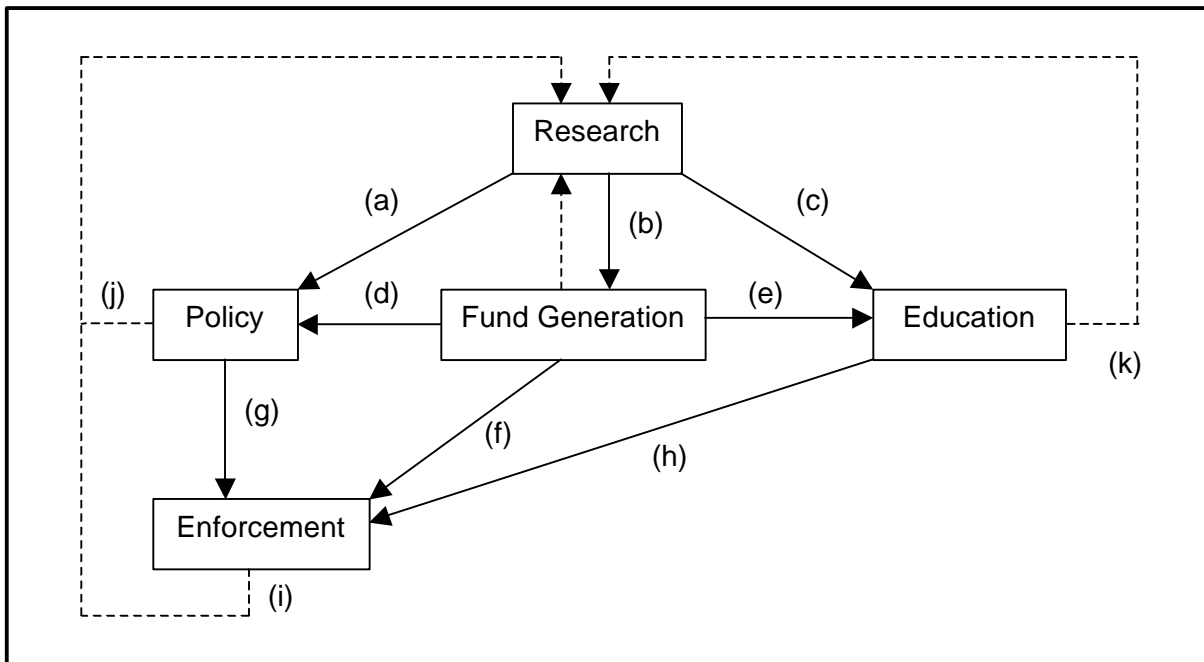 Research
(a)
(b)
(c)
(j)
Policy
(d)
Fund Generation
(e)
Education
(k)
(g)
(f)
(h)
Enforcement
(i)